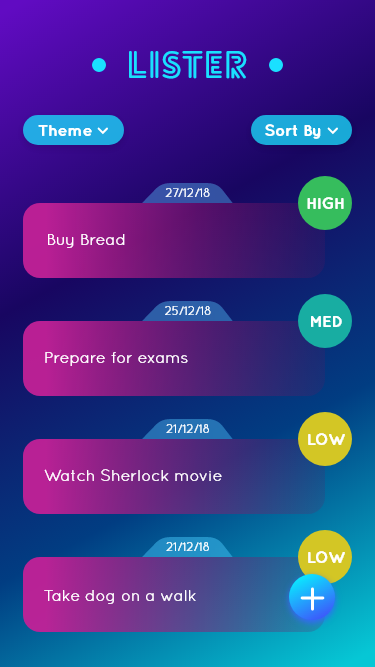 LISTER
Theme
Sort By
27/12/18
HIGH
Buy Bread
25/12/18
MED
Prepare for exams
21/12/18
LOW
Watch Sherlock movie
21/12/18
LOW
Take dog on a walk